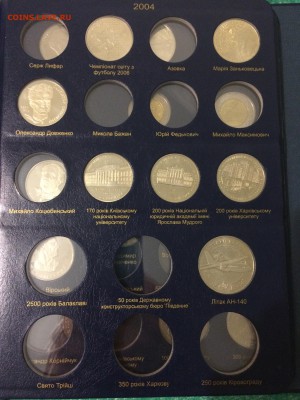 COINS.LAVE.RU
2004
Серж Лифар
Чемпіонат світу з
футболу 2006
Азовка
Марія Заньковецька
Олександр Довженко
Микола Бажан
Юрій Федькович
Михайло Максимович
Михайло Коцюбинський
170 років Київському
національному
університету
200 років Національній
юридичній академії імені
Ярослава Мудрого
200 років Харківському
університету
2500 років Балаклаві
50 років Державному
конструкторському бюро "Південне
Літак АН-140
Свято Трійці
350 років Харкову
250 років Кіровограду